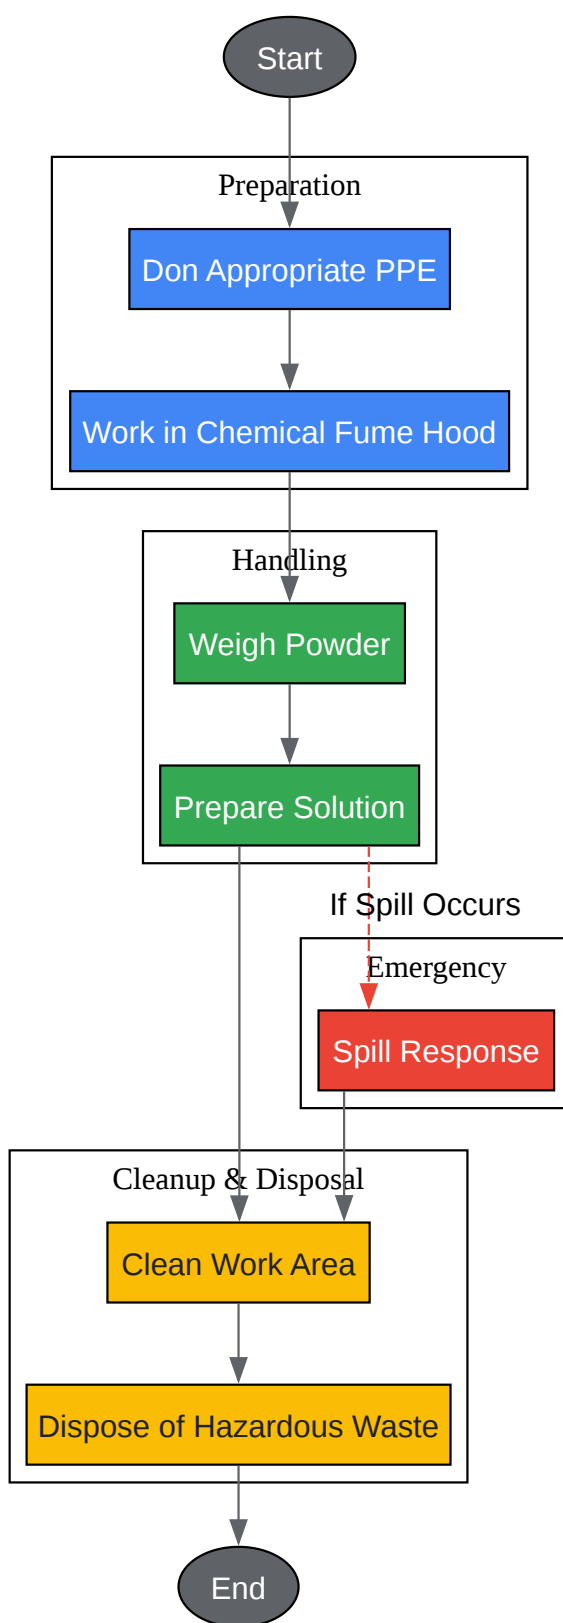 Start
Preparation
Don Appropriate PPE
Work in Chemical Fume Hood
Handling
Weigh Powder
Prepare Solution
If Spill Occurs
Emergency
Spill Response
Cleanup & Disposal
Clean Work Area
Dispose of Hazardous Waste
End